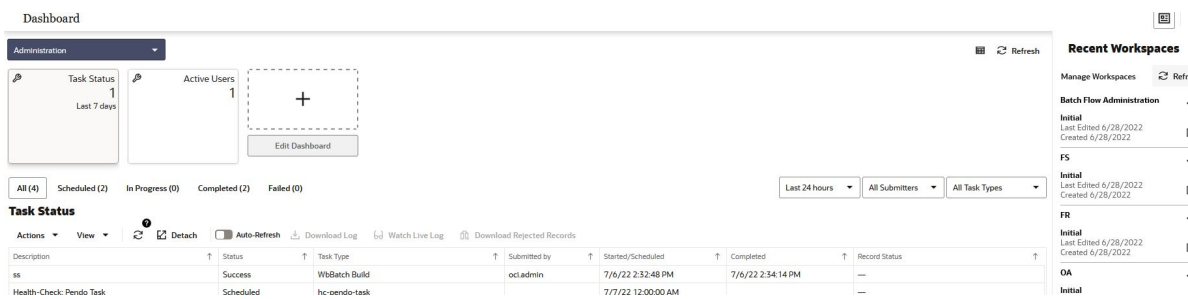 Dashboard
Administration
Refresh
Task Status
1
Last 7 days
Active Users
1
+
Edit Dashboard
All (4) Scheduled (2) In Progress (0) Completed (2) Failed (0)
Last 24 hours All Submitters All Task Types
Task Status
Actions View ? Detach Auto-Refresh Download Log Watch Live Log Download Rejected Records
Description Status Task Type Submitted by Started/Scheduled Completed Record Status
ss Success WbBatch Build ocl.admin 7/6/22 2:32:48 PM 7/6/22 2:34:14 PM —
Health-Check: Pendo Task Scheduled hc-pendo-task 7/7/22 12:00:00 AM —
Recent Workspaces
Manage Workspaces Refr
Batch Flow Administration
Initial
Last Edited 6/28/2022
Created 6/28/2022
FS
Initial
Last Edited 6/28/2022
Created 6/28/2022
FR
Initial
Last Edited 6/28/2022
Created 6/28/2022
OA
Initial